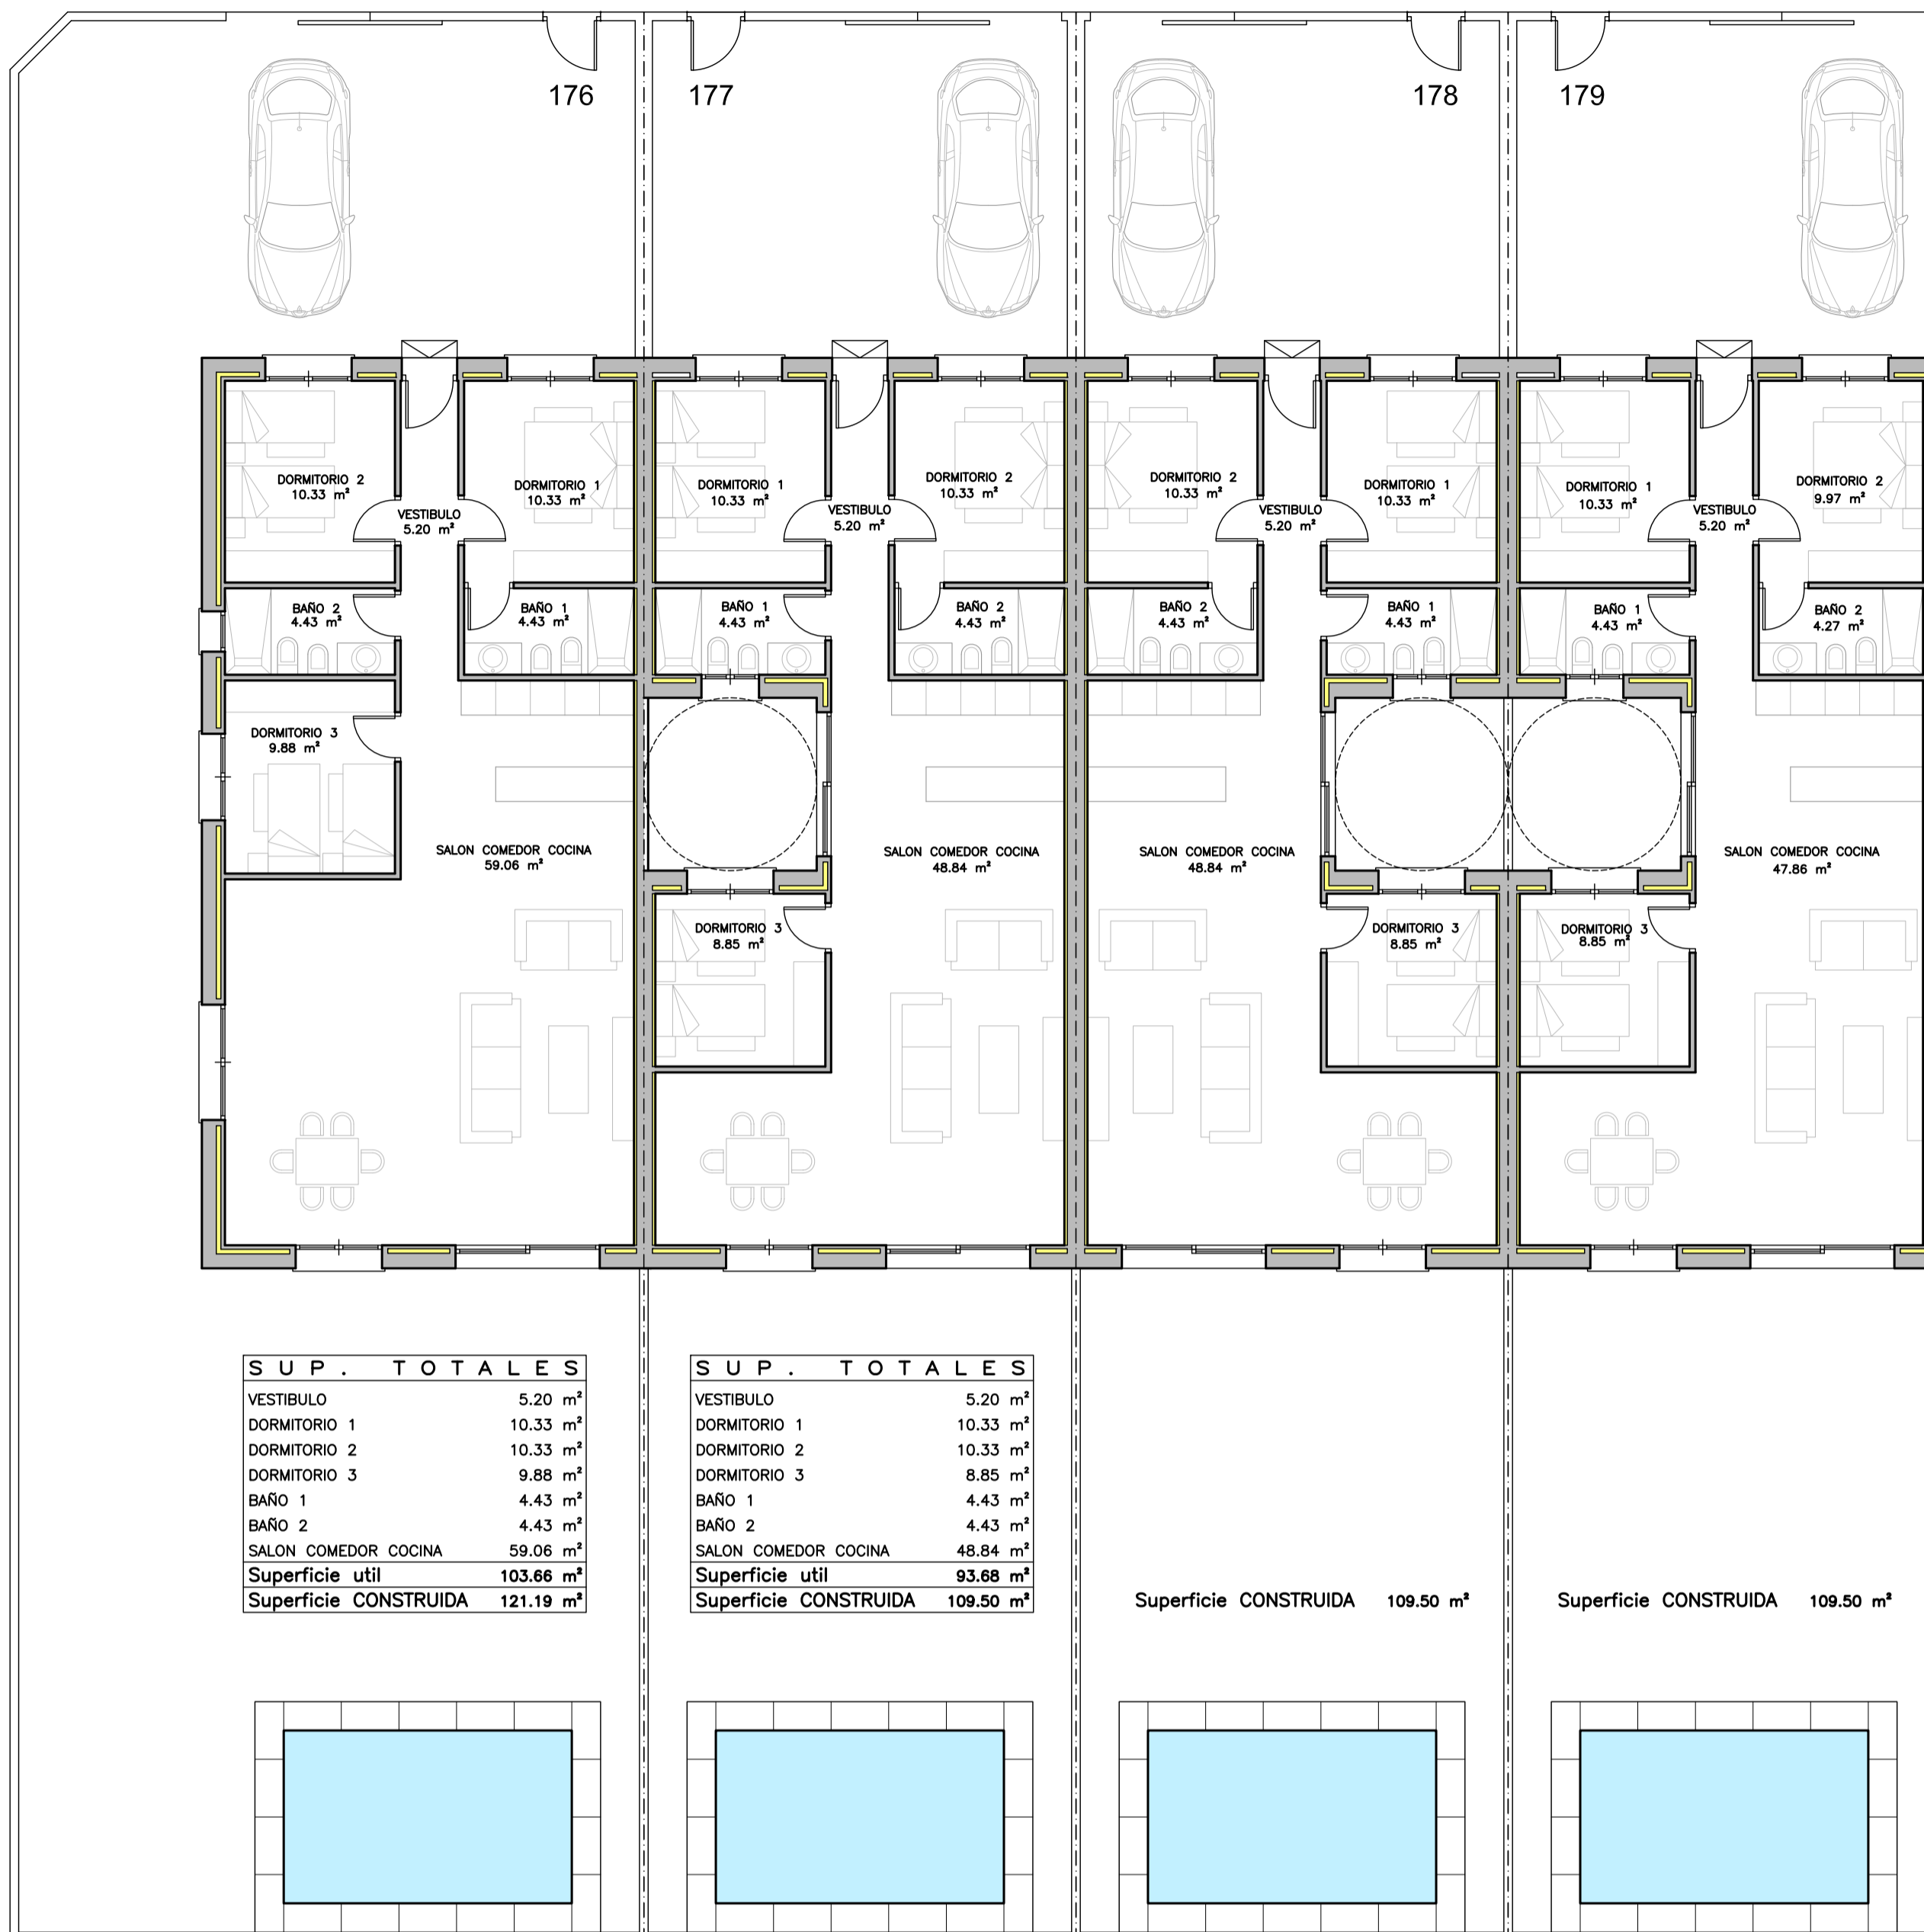 176
177
178
179
DORMITORIO 2
10.33 m²
VESTIBULO
5.20 m²
DORMITORIO 1
10.33 m²
BAÑO 2
4.43 m²
BAÑO 1
4.43 m²
DORMITORIO 3
9.88 m²
SALON COMEDOR COCINA
59.06 m²
DORMITORIO 1
10.33 m²
VESTIBULO
5.20 m²
DORMITORIO 2
10.33 m²
BAÑO 1
4.43 m²
BAÑO 2
4.43 m²
SALON COMEDOR COCINA
48.84 m²
DORMITORIO 3
8.85 m²
DORMITORIO 2
10.33 m²
VESTIBULO
5.20 m²
DORMITORIO 1
10.33 m²
BAÑO 2
4.43 m²
BAÑO 1
4.43 m²
SALON COMEDOR COCINA
48.84 m²
DORMITORIO 3
8.85 m²
DORMITORIO 1
10.33 m²
VESTIBULO
5.20 m²
DORMITORIO 2
9.97 m²
BAÑO 1
4.43 m²
BAÑO 2
4.27 m²
SALON COMEDOR COCINA
47.86 m²
DORMITORIO 3
8.85 m²
SUP. TOTALES
VESTIBULO 5.20 m²
DORMITORIO 1 10.33 m²
DORMITORIO 2 10.33 m²
DORMITORIO 3 9.88 m²
BAÑO 1 4.43 m²
BAÑO 2 4.43 m²
SALON COMEDOR COCINA 59.06 m²
Superficie util 103.66 m²
Superficie CONSTRUIDA 121.19 m²
SUP. TOTALES
VESTIBULO 5.20 m²
DORMITORIO 1 10.33 m²
DORMITORIO 2 10.33 m²
DORMITORIO 3 8.85 m²
BAÑO 1 4.43 m²
BAÑO 2 4.43 m²
SALON COMEDOR COCINA 48.84 m²
Superficie util 93.68 m²
Superficie CONSTRUIDA 109.50 m²
Superficie CONSTRUIDA 109.50 m²
Superficie CONSTRUIDA 109.50 m²